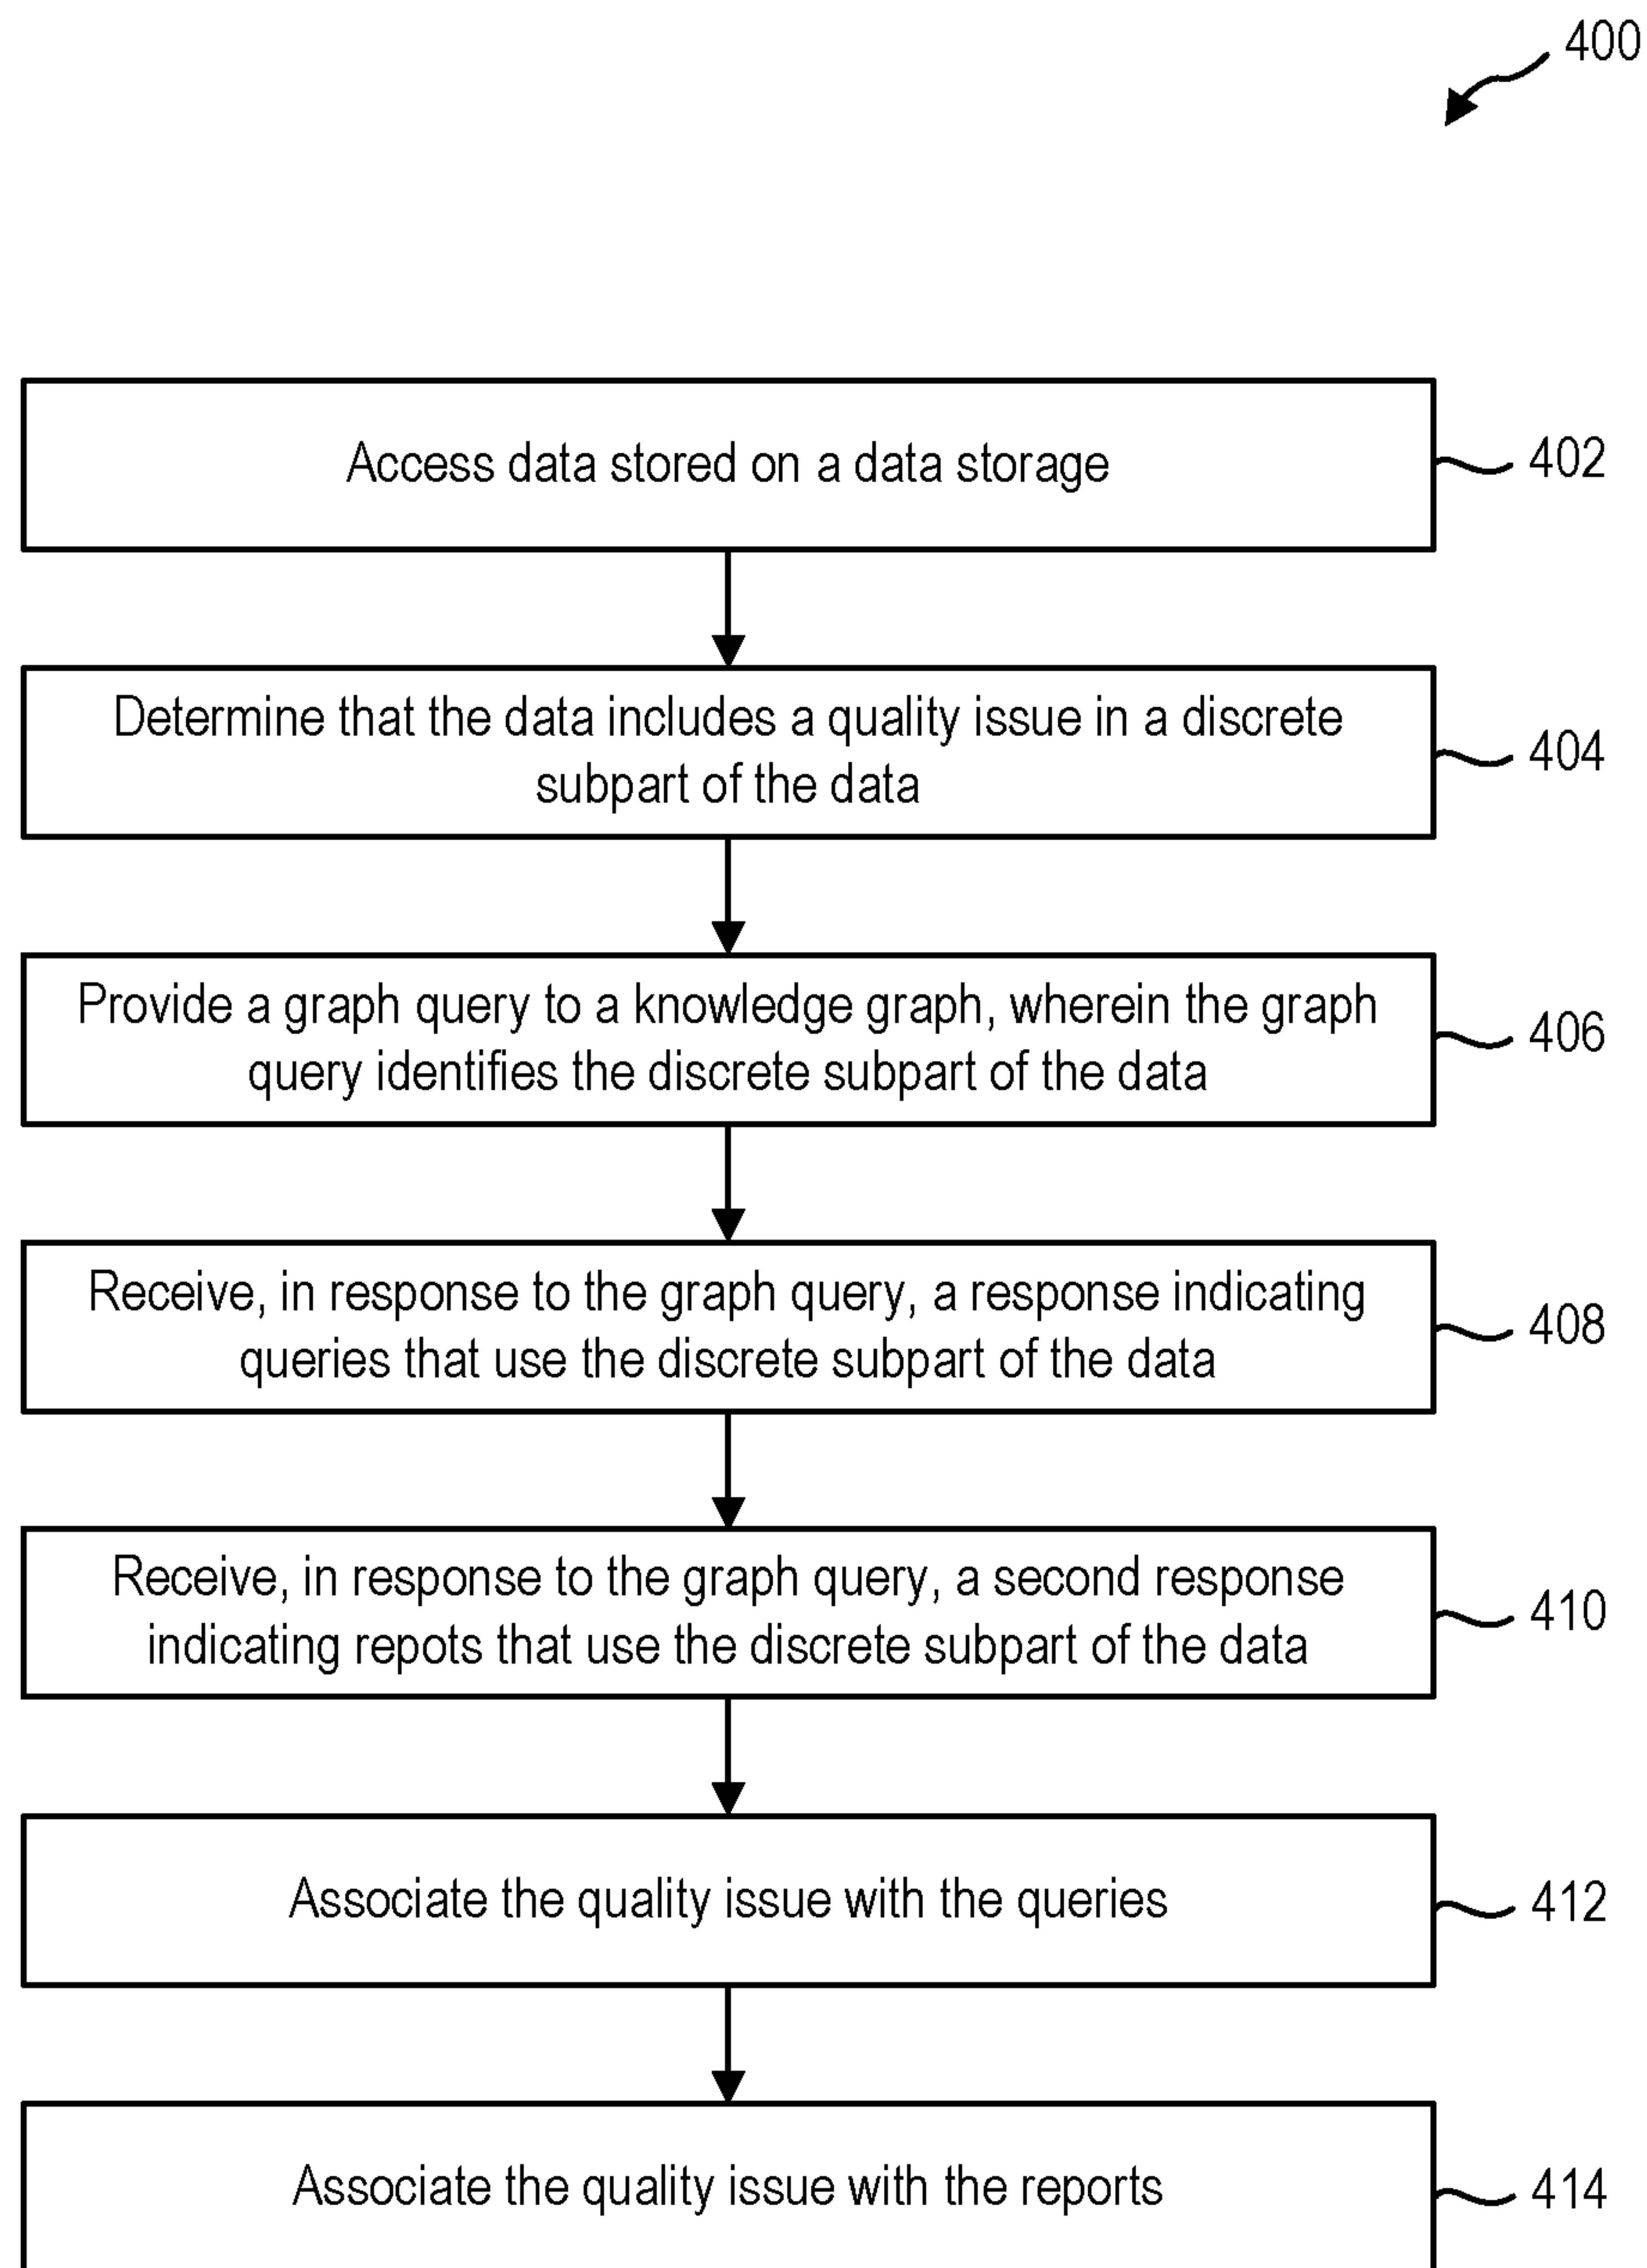 400
Access data stored on a data storage
402
Determine that the data includes a quality issue in a discrete
subpart of the data
404
Provide a graph query to a knowledge graph, wherein the graph
query identifies the discrete subpart of the data
406
Receive, in response to the graph query, a response indicating
queries that use the discrete subpart of the data
408
Receive, in response to the graph query, a second response
indicating repots that use the discrete subpart of the data
410
Associate the quality issue with the queries
412
Associate the quality issue with the reports
414